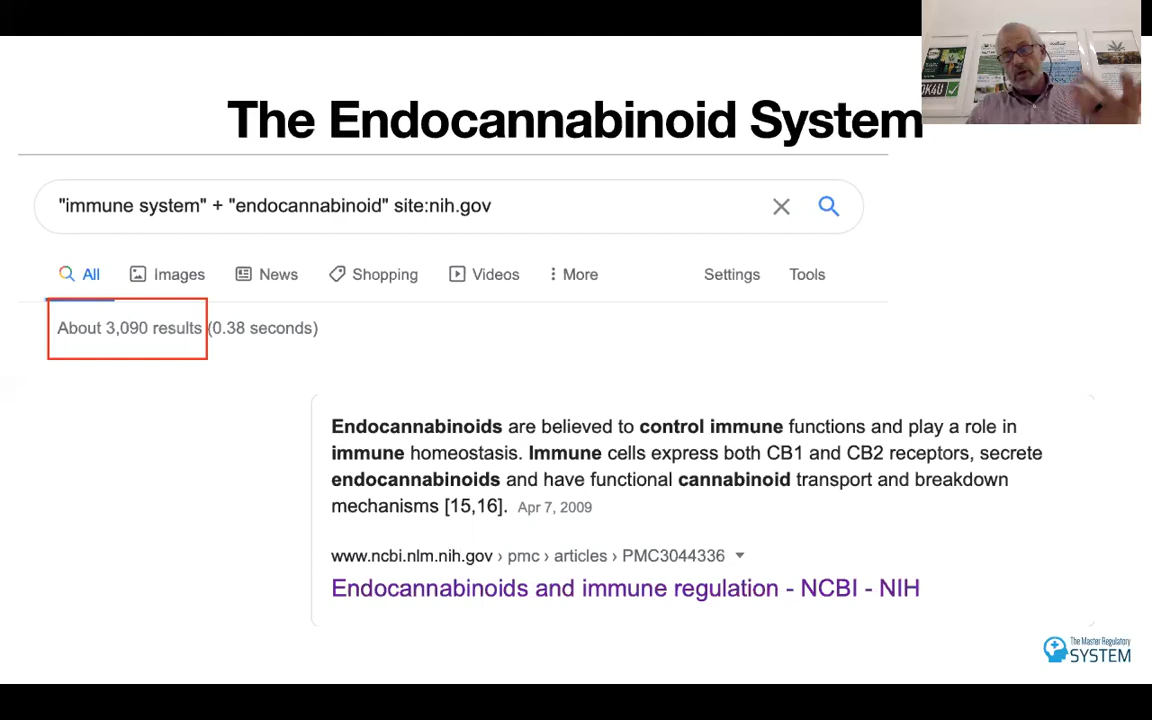 The Endocannabinoid System
"immune system" + "endocannabinoid" site:nih.gov
All Images News Shopping Videos More Settings Tools
About 3,090 results (0.38 seconds)
Endocannabinoids are believed to control immune functions and play a role in
immune homeostasis. Immune cells express both CB1 and CB2 receptors, secrete
endocannabinoids and have functional cannabinoid transport and breakdown
mechanisms [15,16]. Apr 7, 2009
www.ncbi.nlm.nih.gov › pmc › articles › PMC3044336
Endocannabinoids and immune regulation - NCBI - NIH
The Master Regulatory
SYSTEM